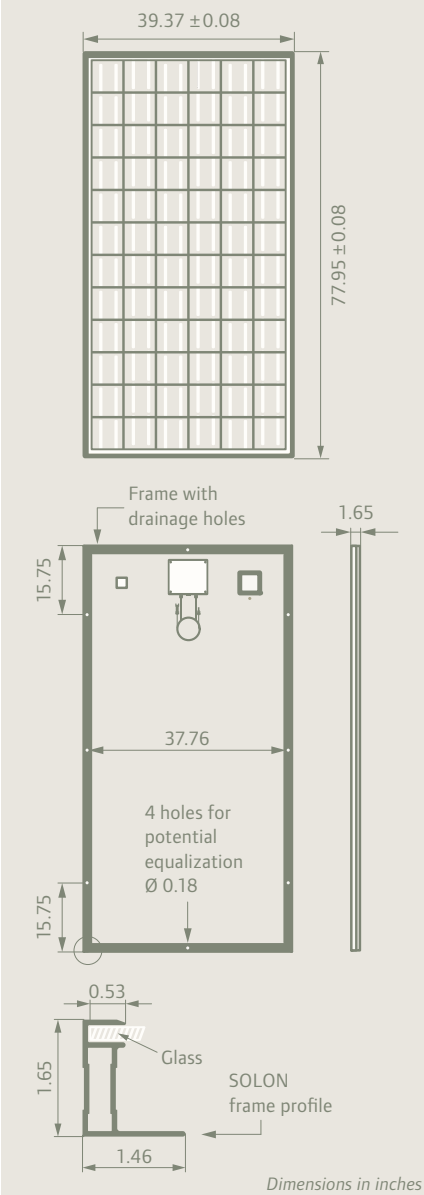 39.37 ±0.08
77.95 ±0.08
Frame with
drainage holes
1.65
15.75
37.76
4 holes for
potential
equalization
Ø 0.18
15.75
0.53
Glass
1.65
SOLON
frame profile
1.46
Dimensions in inches